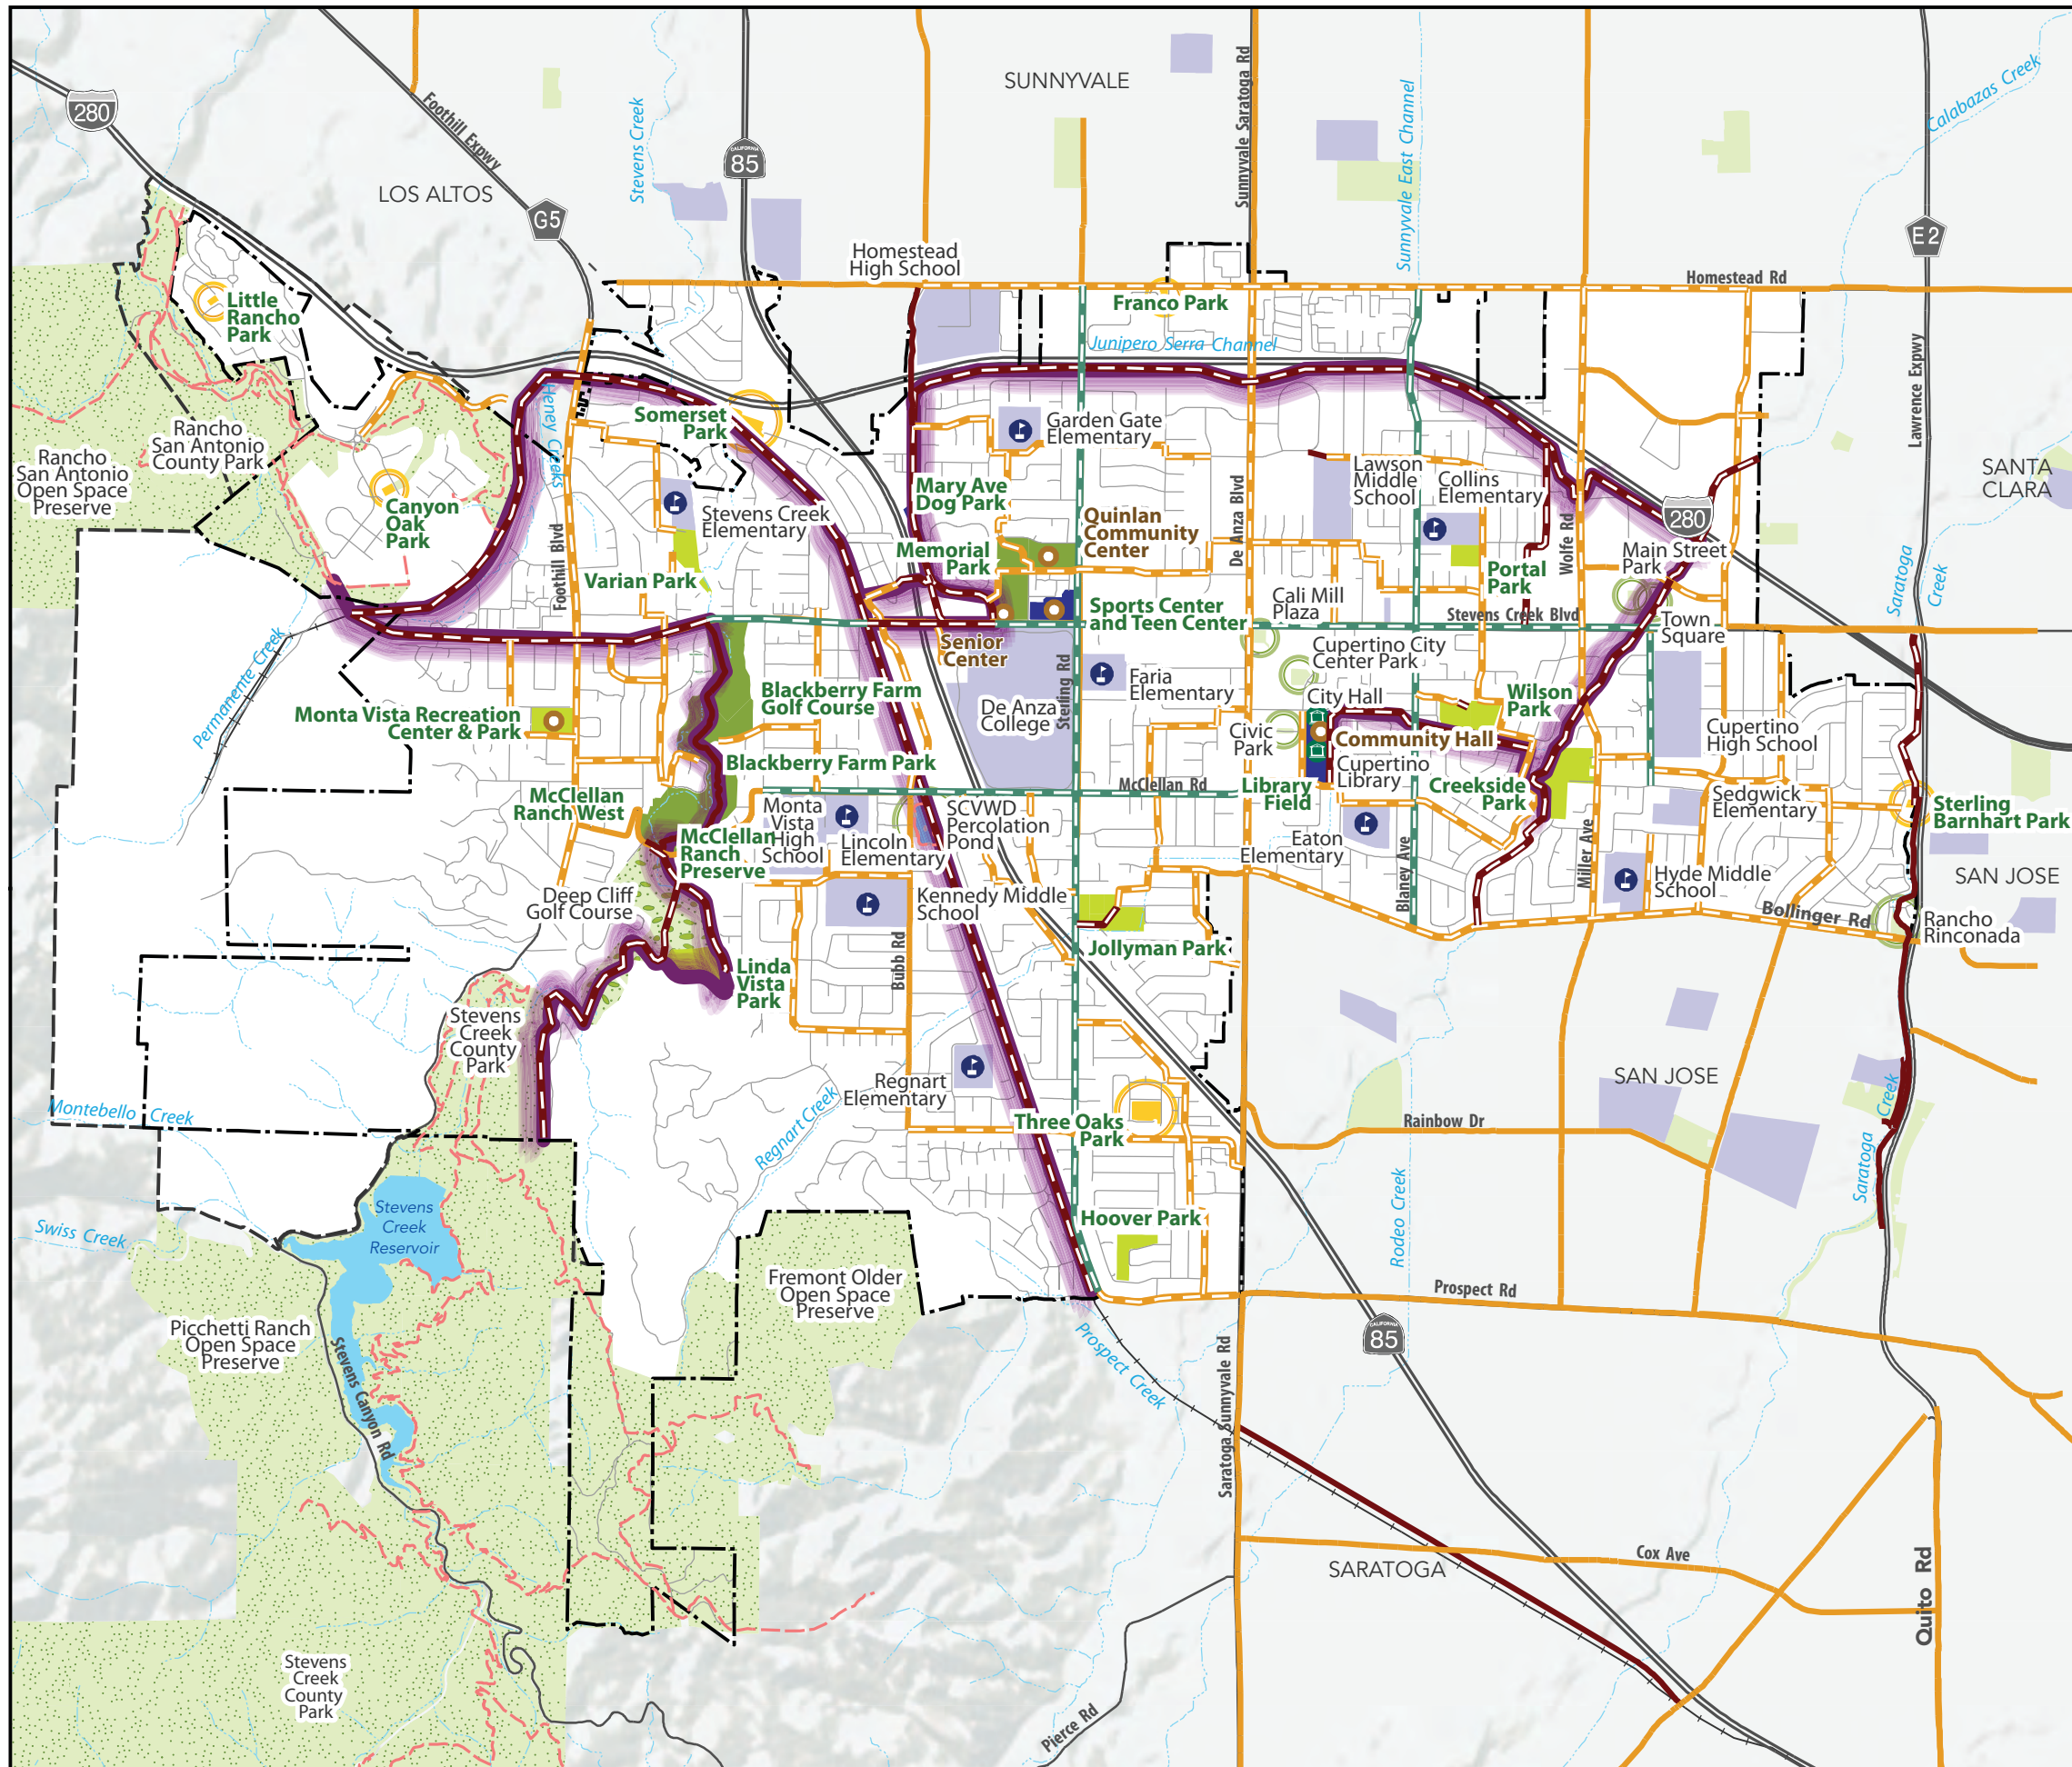 SUNNYVALE
280
Foothill Expwy
Stevens Creek
CALIFORNIA
85
Sunnyvale Saratoga Rd
Sunnyvale East Channel
Calabazas Creek
LOS ALTOS
G5
E2
Homestead
High School
Homestead Rd
Little
Rancho
Park
Franco Park
Junipero Serra Channel
Lawrence Expwy
Heney Creeks
Somerset
Park
Garden Gate
Elementary
Rancho
San Antonio
County Park
Rancho
San Antonio
Open Space
Preserve
Canyon
Oak
Park
Stevens Creek
Elementary
Mary Ave
Dog Park
Quinlan
Community
Center
De Anza Blvd
Lawson
Middle
School
Collins
Elementary
SANTA
CLARA
280
Wolfe Rd
Foothill Blvd
Memorial
Park
Varian Park
Main Street
Park
Portal
Park
Saratoga
Creek
Cali Mill
Plaza
Sports Center
and Teen Center
Stevens Creek Blvd
Town
Square
Senior
Center
Cupertino City
Center Park
Permanente Creek
Sterling Rd
Faria
Elementary
City Hall
Wilson
Park
Blackberry Farm
Golf Course
Monta Vista Recreation
Center & Park
De Anza
College
Civic
Park
Community Hall
Cupertino
High School
Blackberry Farm Park
Cupertino
Library
McClellan Rd
Library
Field
Creekside
Park
McClellan
Ranch West
Monta
Vista
High
School
Lincoln
Elementary
SCVWD
Percolation
Pond
Sedgwick
Elementary
Sterling
Barnhart Park
McClellan
Ranch
Preserve
Eaton
Elementary
Blaney Ave
Miller Ave
Hyde Middle
School
SAN JOSE
Deep Cliff
Golf Course
Kennedy Middle
School
Bollinger Rd
Rancho
Rinconada
Bubb Rd
Jollyman Park
Linda
Vista
Park
Stevens
Creek
County
Park
Regnart
Elementary
SAN JOSE
Creek
Montebello Creek
Regnart Creek
Three Oaks
Park
Rainbow Dr
Saratoga
Stevens
Creek
Reservoir
Swiss Creek
Hoover Park
Rodeo Creek
Fremont Older
Open Space
Preserve
Prospect Rd
Picchetti Ranch
Open Space
Preserve
Stevens Canyon Rd
Prospect Creek
CALIFORNIA
85
Saratoga Sunnyvale Rd
SARATOGA
Cox Ave
Quito Rd
Stevens
Creek
County
Park
Pierce Rd